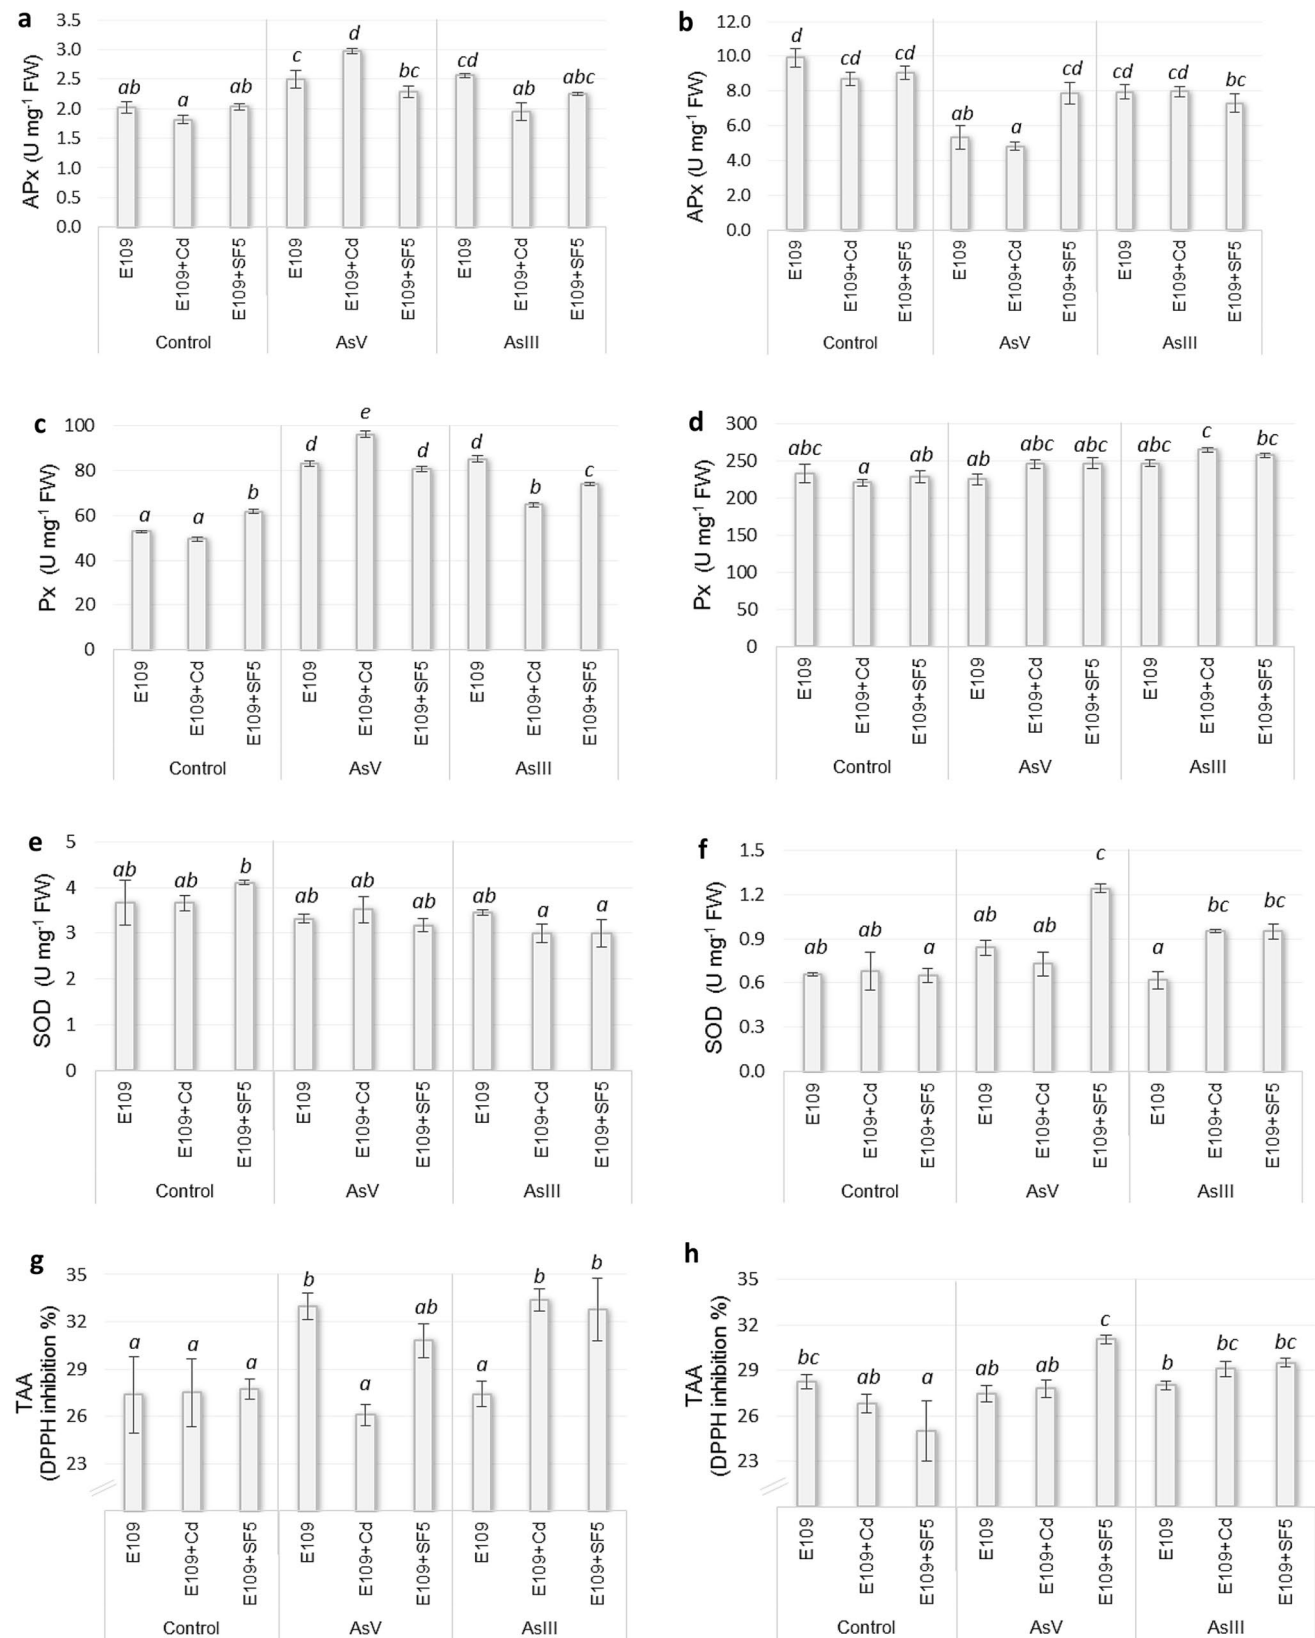 a
APx (U mg⁻¹ FW)
3.5
3.0
2.5
2.0
1.5
1.0
0.5
0.0
ab a ab c d bc cd ab abc
E109 E109+Cd E109+SF5 E109 E109+Cd E109+SF5 E109 E109+Cd E109+SF5
Control AsV AsIII
b
APx (U mg⁻¹ FW)
12.0
10.0
8.0
6.0
4.0
2.0
0.0
d cd cd ab a cd cd cd bc
E109 E109+Cd E109+SF5 E109 E109+Cd E109+SF5 E109 E109+Cd E109+SF5
Control AsV AsIII
c
Px (U mg⁻¹ FW)
100
80
60
40
20
0
a a b d e d d b c
E109 E109+Cd E109+SF5 E109 E109+Cd E109+SF5 E109 E109+Cd E109+SF5
Control AsV AsIII
d
Px (U mg⁻¹ FW)
300
250
200
150
100
50
0
abc a ab ab abc abc abc c bc
E109 E109+Cd E109+SF5 E109 E109+Cd E109+SF5 E109 E109+Cd E109+SF5
Control AsV AsIII
e
SOD (U mg⁻¹ FW)
5
4
3
2
1
0
ab ab b ab ab ab ab a a
E109 E109+Cd E109+SF5 E109 E109+Cd E109+SF5 E109 E109+Cd E109+SF5
Control AsV AsIII
f
SOD (U mg⁻¹ FW)
1.5
1.2
0.9
0.6
0.3
0.0
ab ab a ab ab c a bc bc
E109 E109+Cd E109+SF5 E109 E109+Cd E109+SF5 E109 E109+Cd E109+SF5
Control AsV AsIII
g
TAA
(DPPH inhibition %)
35
32
29
26
23
a a a b a ab a b b
E109 E109+Cd E109+SF5 E109 E109+Cd E109+SF5 E109 E109+Cd E109+SF5
Control AsV AsIII
h
TAA
(DPPH inhibition %)
35
32
29
26
23
bc ab a ab ab c b bc bc
E109 E109+Cd E109+SF5 E109 E109+Cd E109+SF5 E109 E109+Cd E109+SF5
Control AsV AsIII